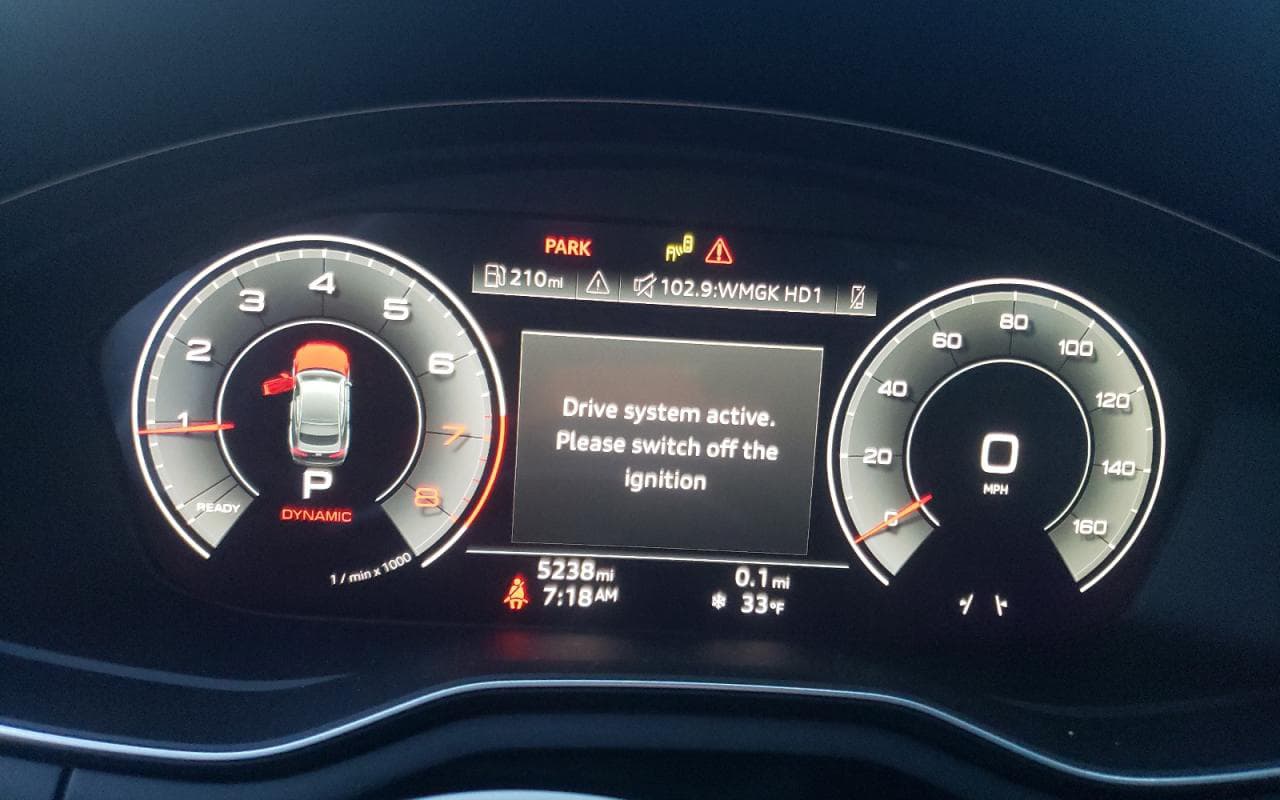 PARK
210mi
102.9:WMGK HD1
1
2
3
4
5
6
7
8
READY
P
DYNAMIC
1 / min x 1000
Drive system active.
Please switch off the
ignition
0
20
40
60
80
100
120
140
160
0
MPH
5238mi
0.1mi
7:18AM
33°F